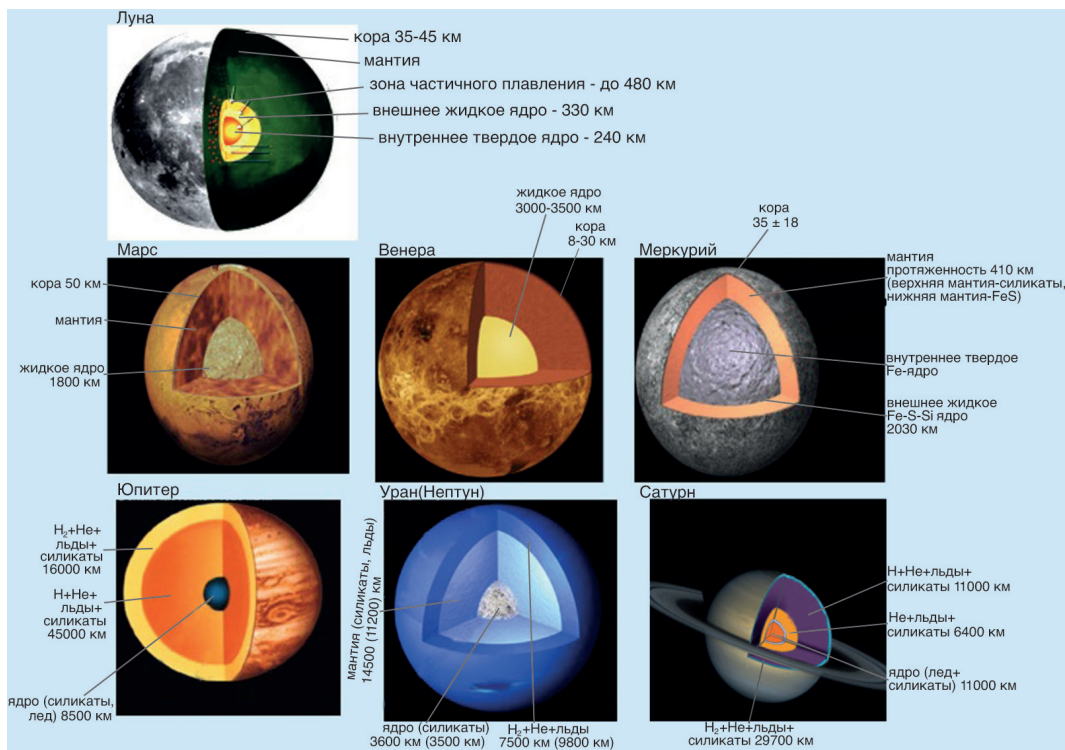 Луна
кора 35-45 км
мантия
зона частичного плавления - до 480 км
внешнее жидкое ядро - 330 км
внутреннее твердое ядро - 240 км
Марс
кора 50 км
мантия
жидкое ядро
1800 км
Венера
жидкое ядро
3000-3500 км
кора
8-30 км
Меркурий
кора
35 ± 18
мантия
протяженность 410 км
(верхняя мантия-силикаты,
нижняя мантия-FeS)
внутреннее твердое
Fe-ядро
внешнее жидкое
Fe-S-Si ядро
2030 км
Юпитер
H₂+He+
льды+
силикаты
16000 км
H+He+
льды+
силикаты
45000 км
ядро (силикаты,
лед) 8500 км
Уран(Нептун)
мантия (силикаты, льды)
14500 (11200) км
ядро (силикаты)
3600 км (3500 км)
H₂+He+льды
7500 км (9800 км)
Сатурн
H+He+льды+
силикаты 11000 км
He+льды+
силикаты 6400 км
ядро (лед+
силикаты) 11000 км
H₂+He+льды+
силикаты 29700 км